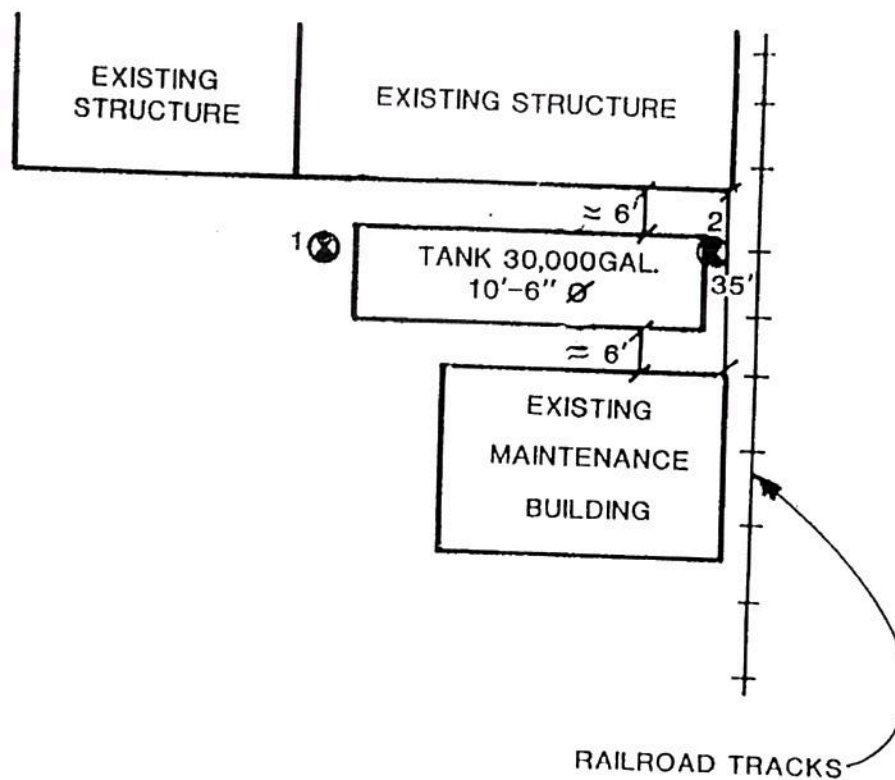 EXISTING
STRUCTURE
EXISTING STRUCTURE
≈ 6'
2
1
TANK 30,000GAL.
10'-6" Ø
35'
≈ 6'
EXISTING
MAINTENANCE
BUILDING
RAILROAD TRACKS